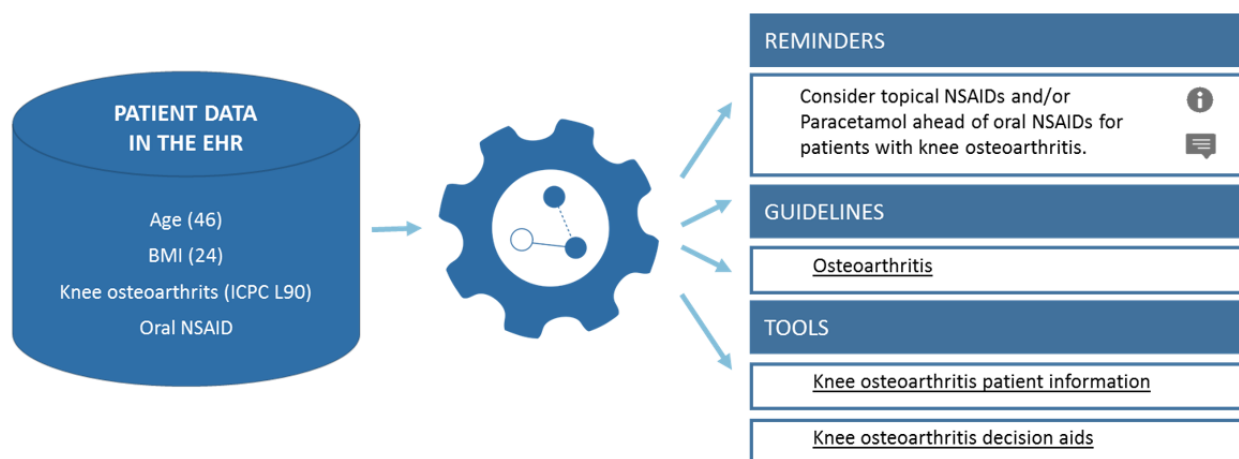 PATIENT DATA
IN THE EHR
Age (46)
BMI (24)
Knee osteoarthrits (ICPC L90)
Oral NSAID
REMINDERS
Consider topical NSAIDs and/or
Paracetamol ahead of oral NSAIDs for
patients with knee osteoarthritis.
GUIDELINES
Osteoarthritis
TOOLS
Knee osteoarthritis patient information
Knee osteoarthritis decision aids